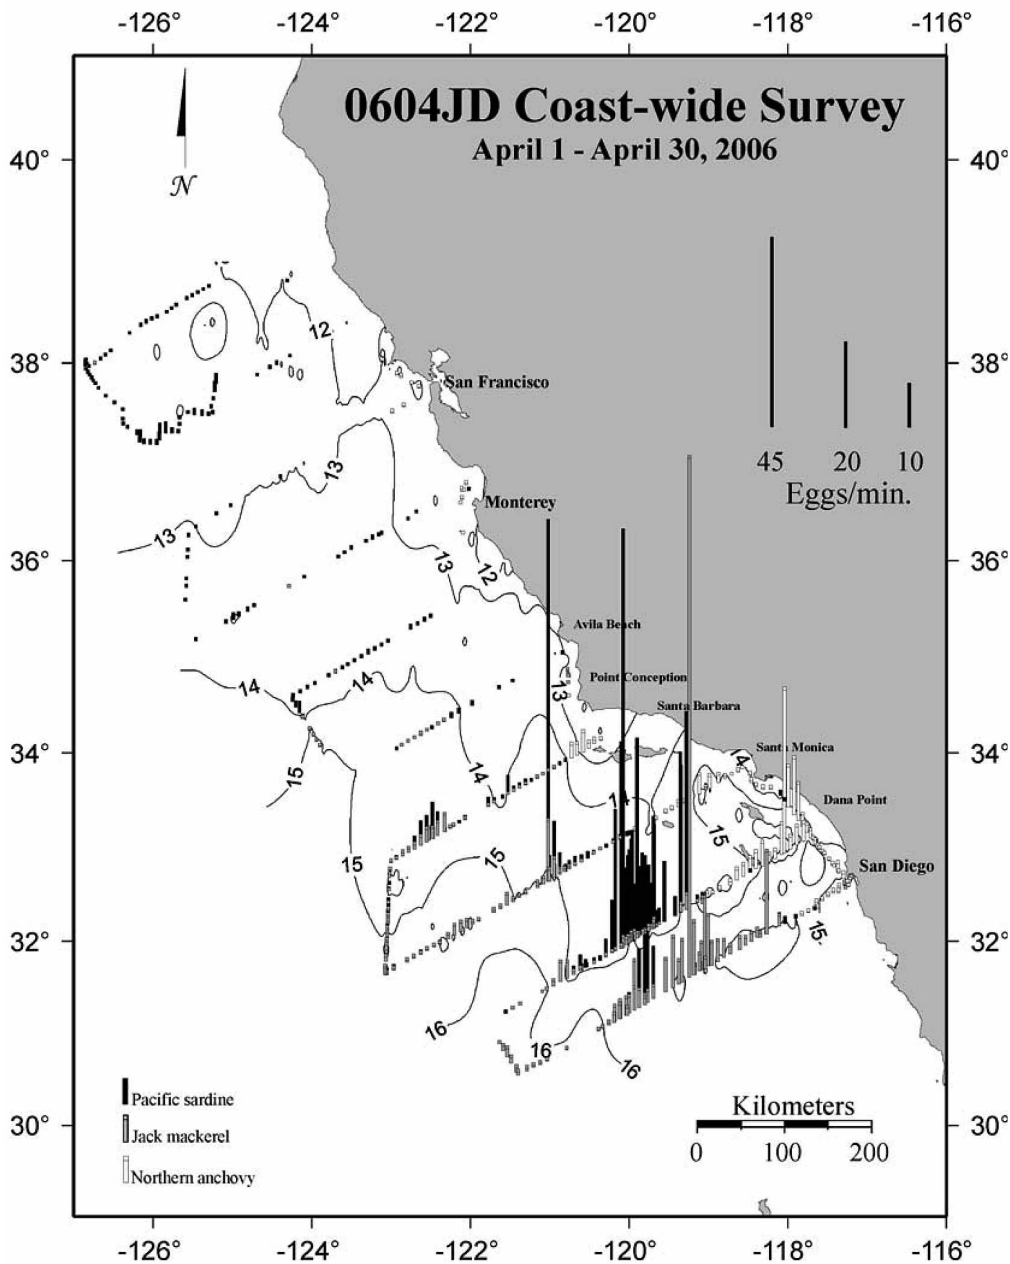 -126° -124° -122° -120° -118° -116°
0604JD Coast-wide Survey
April 1 - April 30, 2006
40° 40°
N
12
38° 38°
San Francisco
45 20 10
Eggs/min.
13
Monterey
13
36° 36°
13
12
Avila Beach
Point Conception
13
14
14
Santa Barbara
34° 34°
Santa Monica
14
15
14
Dana Point
15
15
15
San Diego
32° 32°
15
16
16
16
Pacific sardine
Jack mackerel
Northern anchovy
Kilometers
0 100 200
30° 30°
-126° -124° -122° -120° -118° -116°